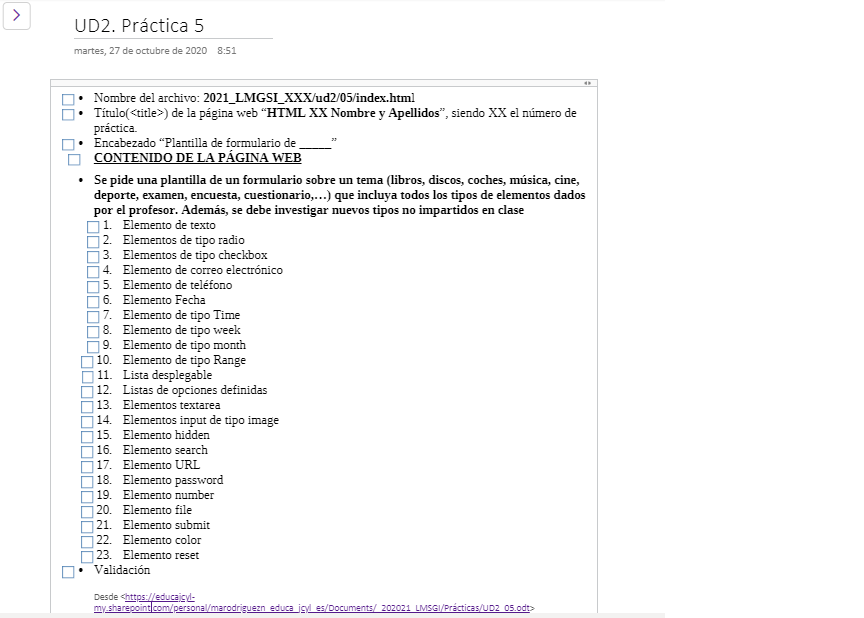 UD2. Práctica 5
martes, 27 de octubre de 2020 8:51
• Nombre del archivo: 2021_LMGSI_XXX/ud2/05/index.html
• Título(<title>) de la página web “HTML XX Nombre y Apellidos”, siendo XX el número de
práctica.
• Encabezado “Plantilla de formulario de _____”
CONTENIDO DE LA PÁGINA WEB
• Se pide una plantilla de un formulario sobre un tema (libros, discos, coches, música, cine,
deporte, examen, encuesta, cuestionario,…) que incluya todos los tipos de elementos dados
por el profesor. Además, se debe investigar nuevos tipos no impartidos en clase
1. Elemento de texto
2. Elementos de tipo radio
3. Elementos de tipo checkbox
4. Elemento de correo electrónico
5. Elemento de teléfono
6. Elemento Fecha
7. Elemento de tipo Time
8. Elemento de tipo week
9. Elemento de tipo month
10. Elemento de tipo Range
11. Lista desplegable
12. Listas de opciones definidas
13. Elementos textarea
14. Elementos input de tipo image
15. Elemento hidden
16. Elemento search
17. Elemento URL
18. Elemento password
19. Elemento number
20. Elemento file
21. Elemento submit
22. Elemento color
23. Elemento reset
• Validación
Desde <https://educajcyl-
my.sharepoint.com/personal/marodriguezn_educa_jcyl_es/Documents/_202021_LMSGI/Prácticas/UD2_05.odt>